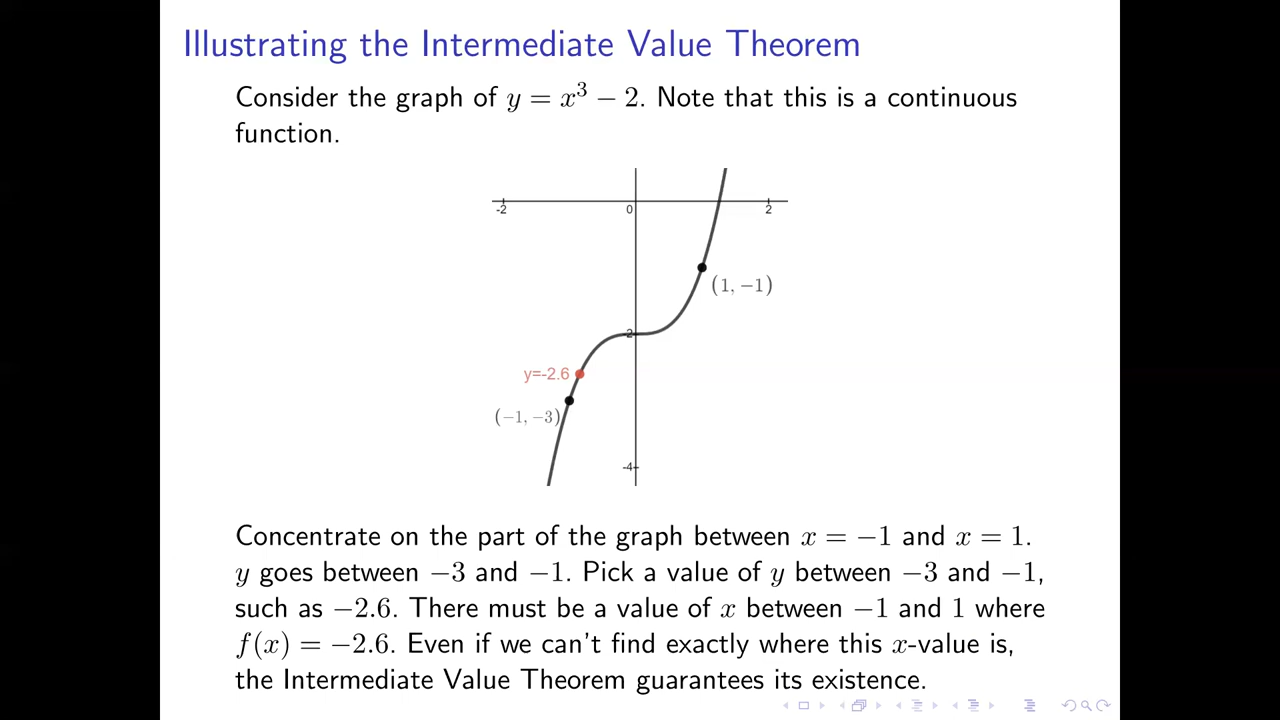 Illustrating the Intermediate Value Theorem
Consider the graph of y = x³ − 2. Note that this is a continuous
function.
-2
0
2
(1, −1)
-2
y=-2.6
(−1, −3)
-4
Concentrate on the part of the graph between x = −1 and x = 1.
y goes between −3 and −1. Pick a value of y between −3 and −1,
such as −2.6. There must be a value of x between −1 and 1 where
f(x) = −2.6. Even if we can't find exactly where this x-value is,
the Intermediate Value Theorem guarantees its existence.